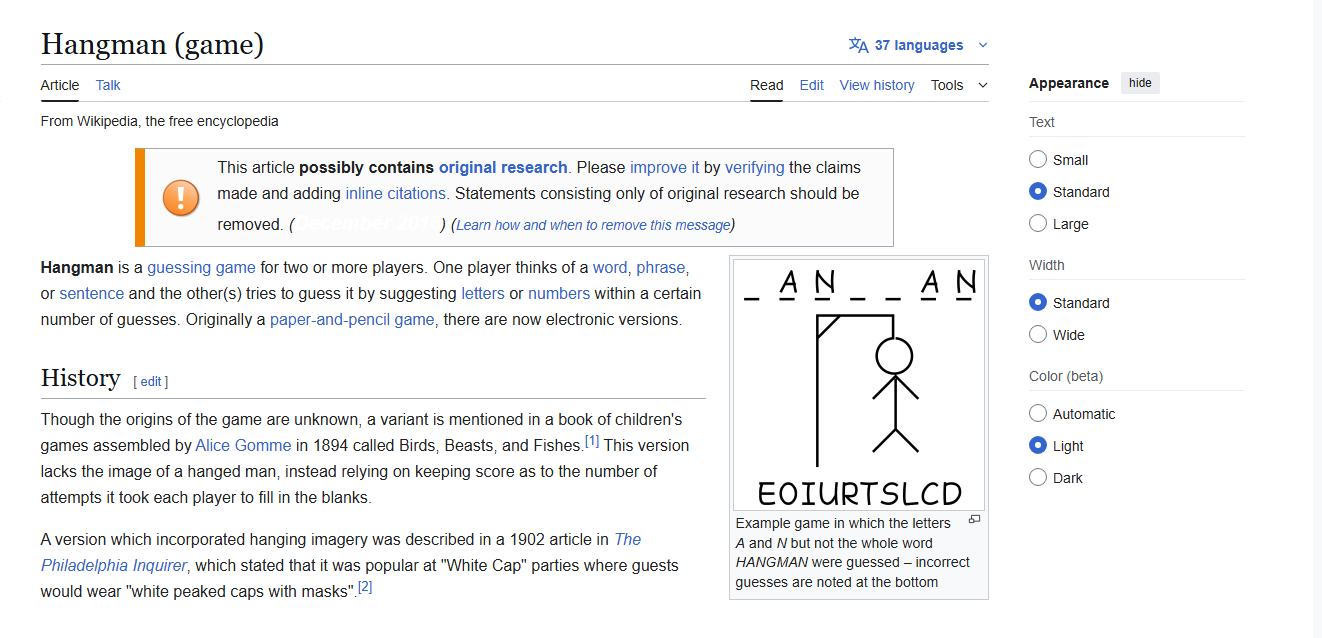 Hangman (game)
37 languages
Article Talk
Read Edit View history Tools
From Wikipedia, the free encyclopedia
This article possibly contains original research. Please improve it by verifying the claims
made and adding inline citations. Statements consisting only of original research should be
removed. (December 201) (Learn how and when to remove this message)
Hangman is a guessing game for two or more players. One player thinks of a word, phrase,
or sentence and the other(s) tries to guess it by suggesting letters or numbers within a certain
number of guesses. Originally a paper-and-pencil game, there are now electronic versions.
History [ edit ]
Though the origins of the game are unknown, a variant is mentioned in a book of children's
games assembled by Alice Gomme in 1894 called Birds, Beasts, and Fishes.[1] This version
lacks the image of a hanged man, instead relying on keeping score as to the number of
attempts it took each player to fill in the blanks.
A version which incorporated hanging imagery was described in a 1902 article in The
Philadelphia Inquirer, which stated that it was popular at "White Cap" parties where guests
would wear "white peaked caps with masks".[2]
_ A N _ _ A N
EOIURTSLCD
Example game in which the letters
A and N but not the whole word
HANGMAN were guessed – incorrect
guesses are noted at the bottom
Appearance hide
Text
Small
Standard
Large
Width
Standard
Wide
Color (beta)
Automatic
Light
Dark